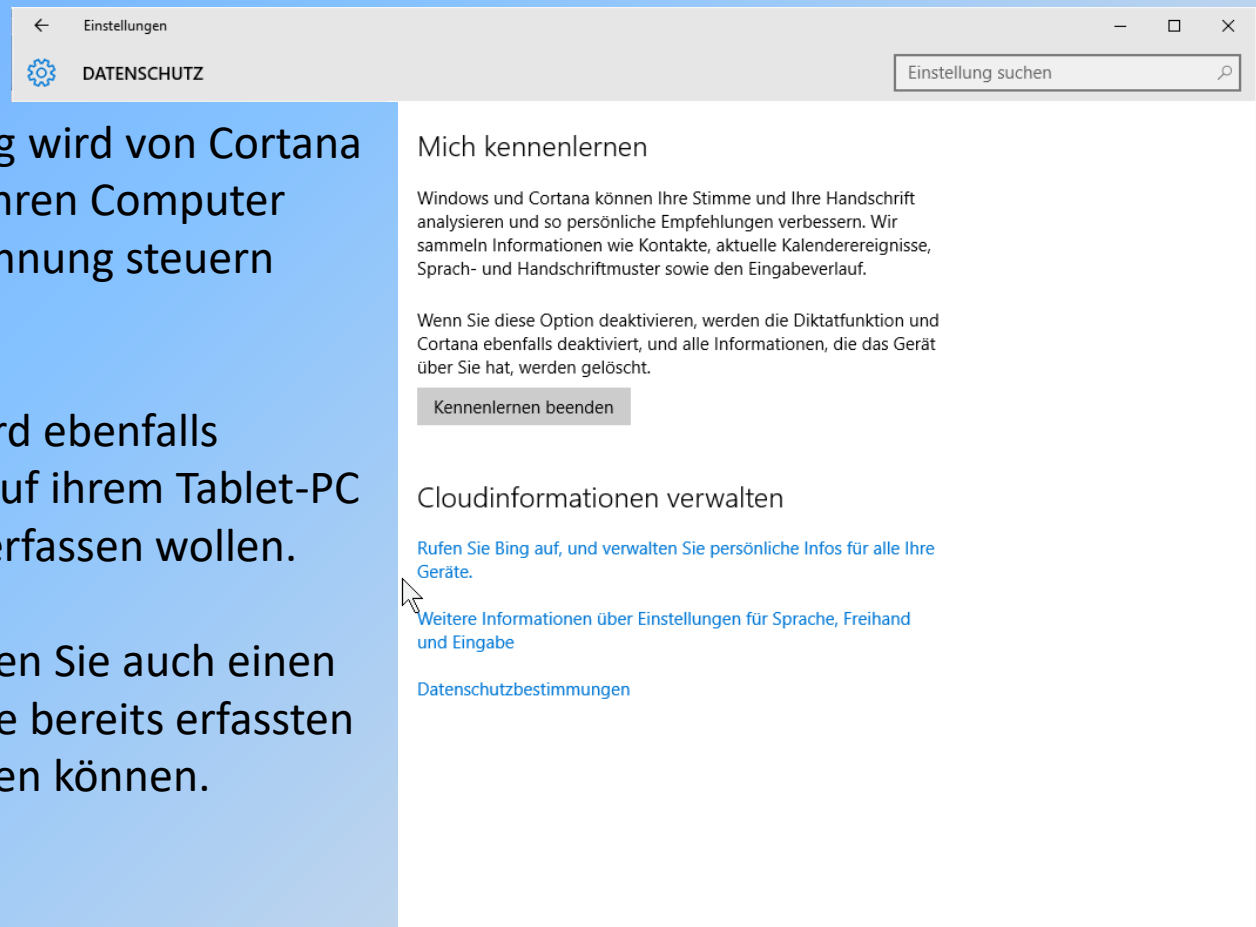 Einstellungen
DATENSCHUTZ
Einstellung suchen
g wird von Cortana
hren Computer
nnung steuern
rd ebenfalls
uf ihrem Tablet-PC
erfassen wollen.
en Sie auch einen
e bereits erfassten
en können.
Mich kennenlernen
Windows und Cortana können Ihre Stimme und Ihre Handschrift
analysieren und so persönliche Empfehlungen verbessern. Wir
sammeln Informationen wie Kontakte, aktuelle Kalenderereignisse,
Sprach- und Handschriftmuster sowie den Eingabeverlauf.
Wenn Sie diese Option deaktivieren, werden die Diktatfunktion und
Cortana ebenfalls deaktiviert, und alle Informationen, die das Gerät
über Sie hat, werden gelöscht.
Kennenlernen beenden
Cloudinformationen verwalten
Rufen Sie Bing auf, und verwalten Sie persönliche Infos für alle Ihre
Geräte.
Weitere Informationen über Einstellungen für Sprache, Freihand
und Eingabe
Datenschutzbestimmungen